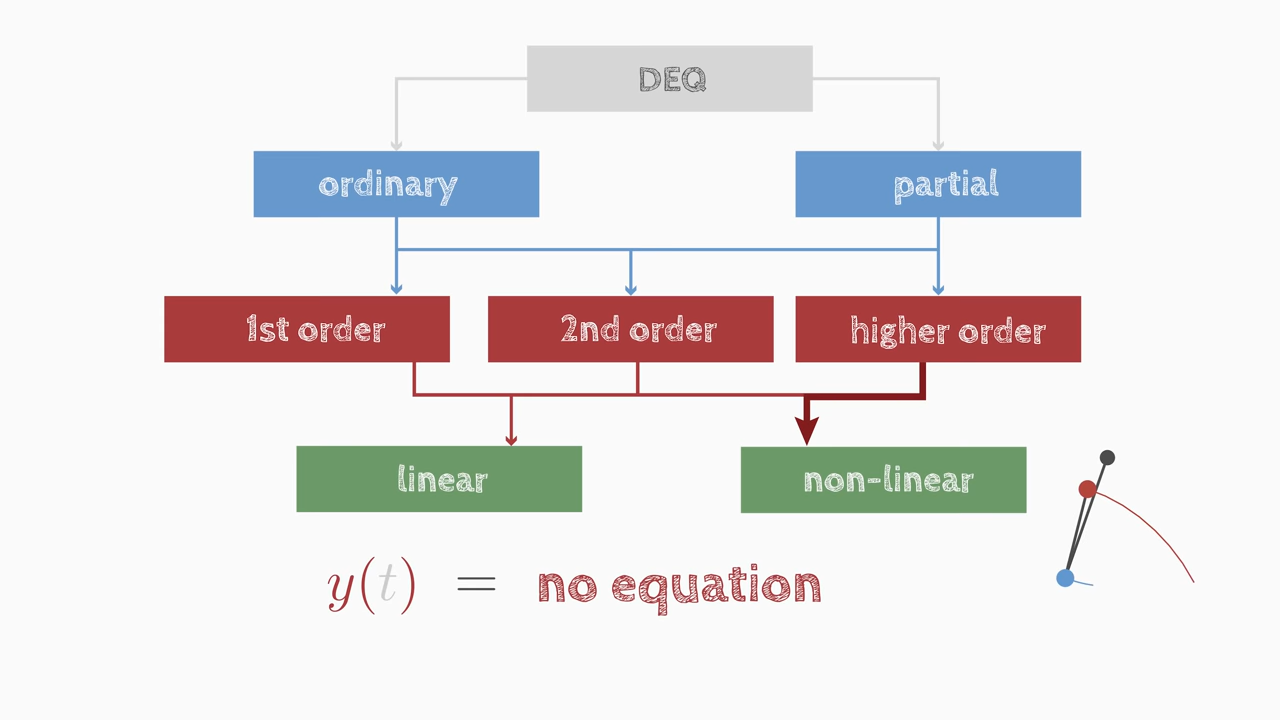 DEQ
ordinary
partial
1st order
2nd order
higher order
linear
non-linear
y(t) = no equation